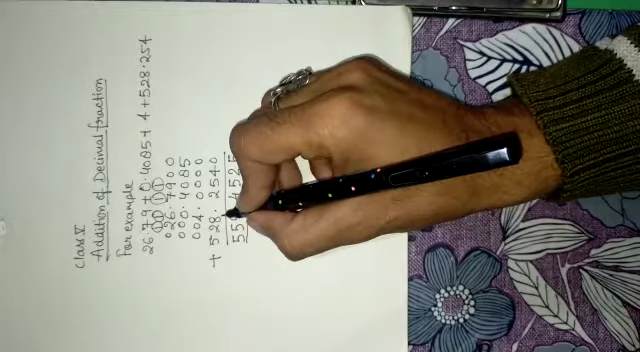 Class V
Addition of Decimal fraction
For example
26.79+0.4085+4+528.254
026.7900
000.4085
004.0000
+ 528.2540
4525